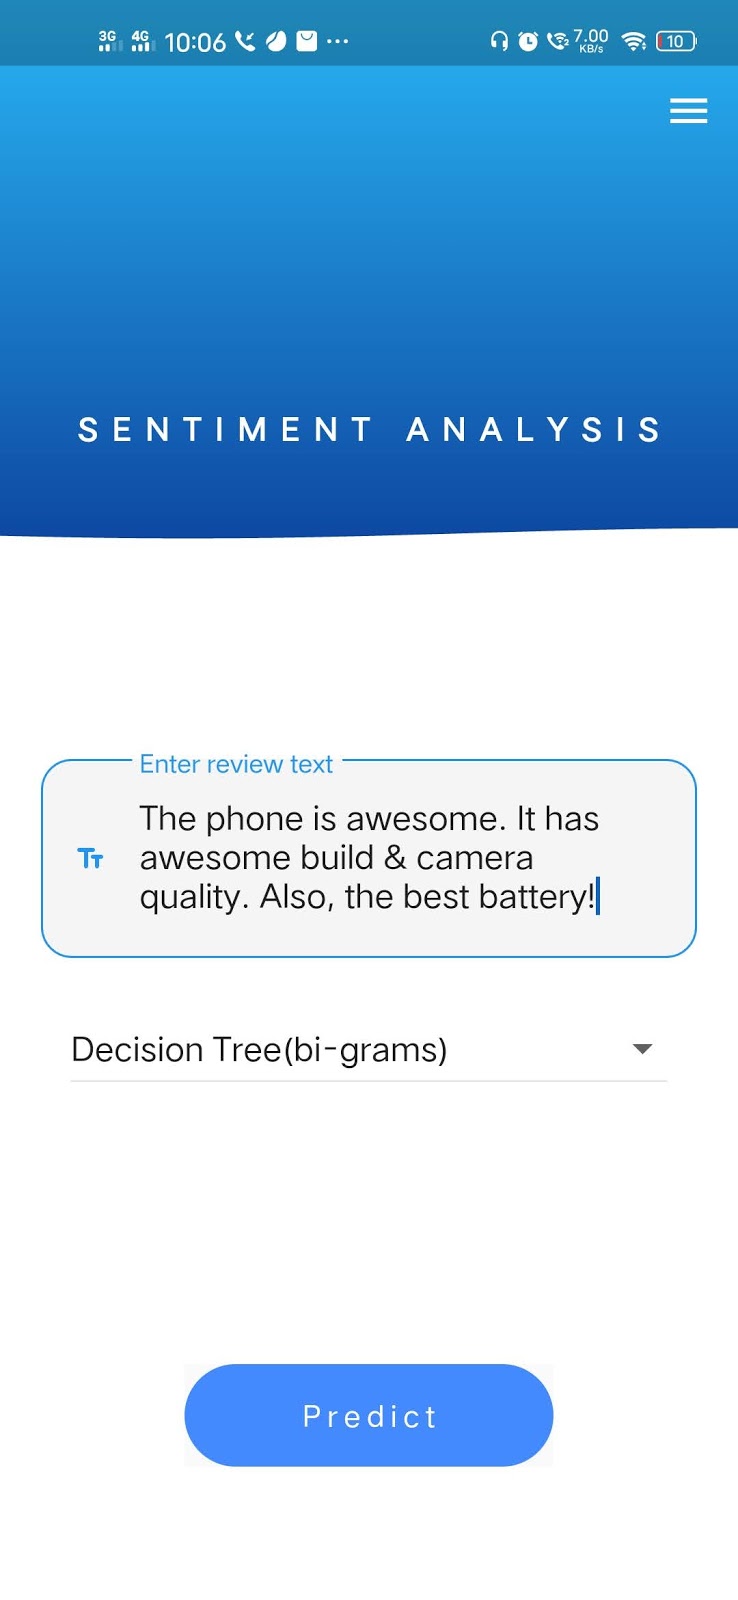 3G 4G 10:06 ... 2 7.00 KB/s 10
SENTIMENT ANALYSIS
Enter review text
The phone is awesome. It has
awesome build & camera
quality. Also, the best battery!
Decision Tree(bi-grams)
Predict